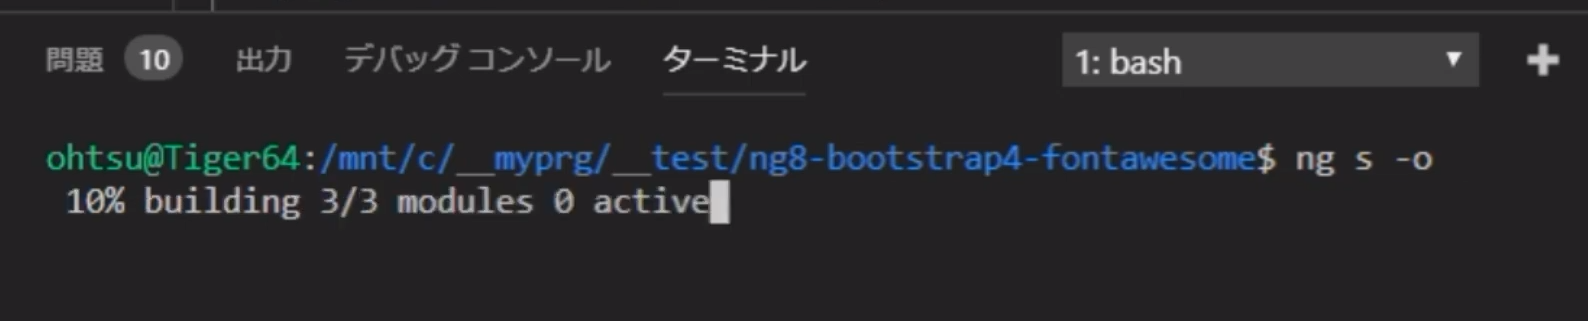 問題 10 出力 デバッグ コンソール ターミナル 1: bash
ohtsu@Tiger64:/mnt/c/__myprg/__test/ng8-bootstrap4-fontawesome$ ng s -o
10% building 3/3 modules 0 active